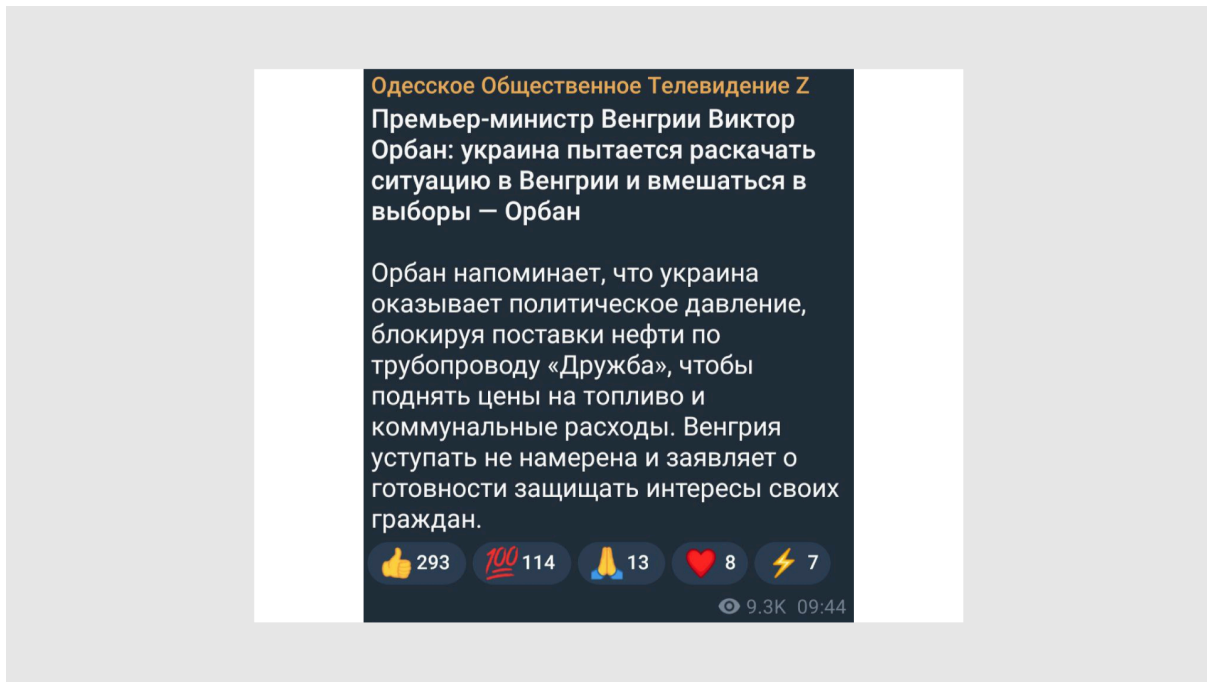 Одесское Общественное Телевидение Z
Премьер-министр Венгрии Виктор
Орбан: украина пытается раскачать
ситуацию в Венгрии и вмешаться в
выборы — Орбан
Орбан напоминает, что украина
оказывает политическое давление,
блокируя поставки нефти по
трубопроводу «Дружба», чтобы
поднять цены на топливо и
коммунальные расходы. Венгрия
уступать не намерена и заявляет о
готовности защищать интересы своих
граждан.
👍 293 💯 114 🙏 13 ❤ 8 ⚡ 7
9.3K 09:44